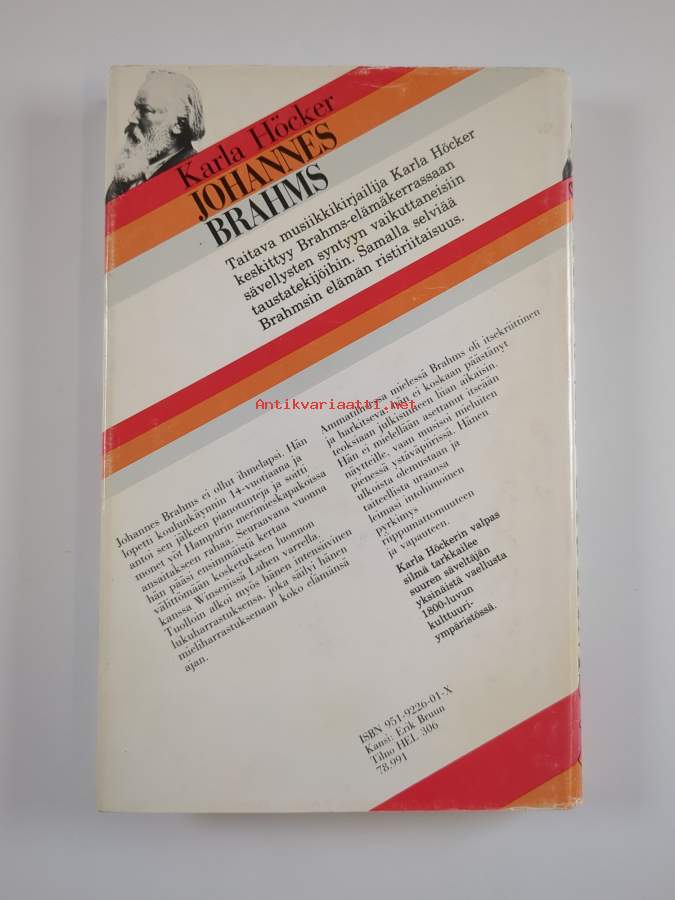 Karla Höcker
JOHANNES
BRAHMS
Taitava musiikkikirjailija Karla Höcker
keskittyy Brahms-elämäkerrassaan
sävellysten syntyyn vaikuttaneisiin
taustatekijöihin. Samalla selviää
Brahmsin elämän ristiriitaisuus.
Johannes Brahms ei ollut ihmelapsi. Hän
lopetti koulunkäynnin 14-vuotiaana ja
antoi sen jälkeen pianotunteja ja soitti
monet yöt Hampurin merimieskapakoissa
ansaitakseen rahaa. Seuraavana vuonna
hän pääsi ensimmäistä kertaa
välittömään kosketukseen luonnon
kanssa Winsenissä Luhen varrella.
Tuolloin alkoi myös hänen intensiivinen
lukuharrastuksensa, joka säilyi hänen
mieliharrastuksenaan koko elämänsä
ajan.
mielessä Brahms oli itsekriittinen
ja harkitseva, hän ei koskaan päästänyt
teoksiaan julkisuuteen liian aikaisin.
Hän ei mielellään asettanut itseään
näytteille, vaan musisoi mieluiten
pienessä ystäväpiirissä. Hänen
ulkoista olemustaan ja
taiteellista uraansa
leimasi intohimoinen
pyrkimys
riippumattomuuteen
ja vapauteen.
Karla Höckerin valpas
silmä tarkkailee
suuren säveltäjän
yksinäistä vaellusta
1800-luvun
kulttuuri-
ympäristössä.
ISBN 951-9226-01-X
Kansi: Erik Bruun
Tilno HEL 306
78.991
Antikvariaatti.net